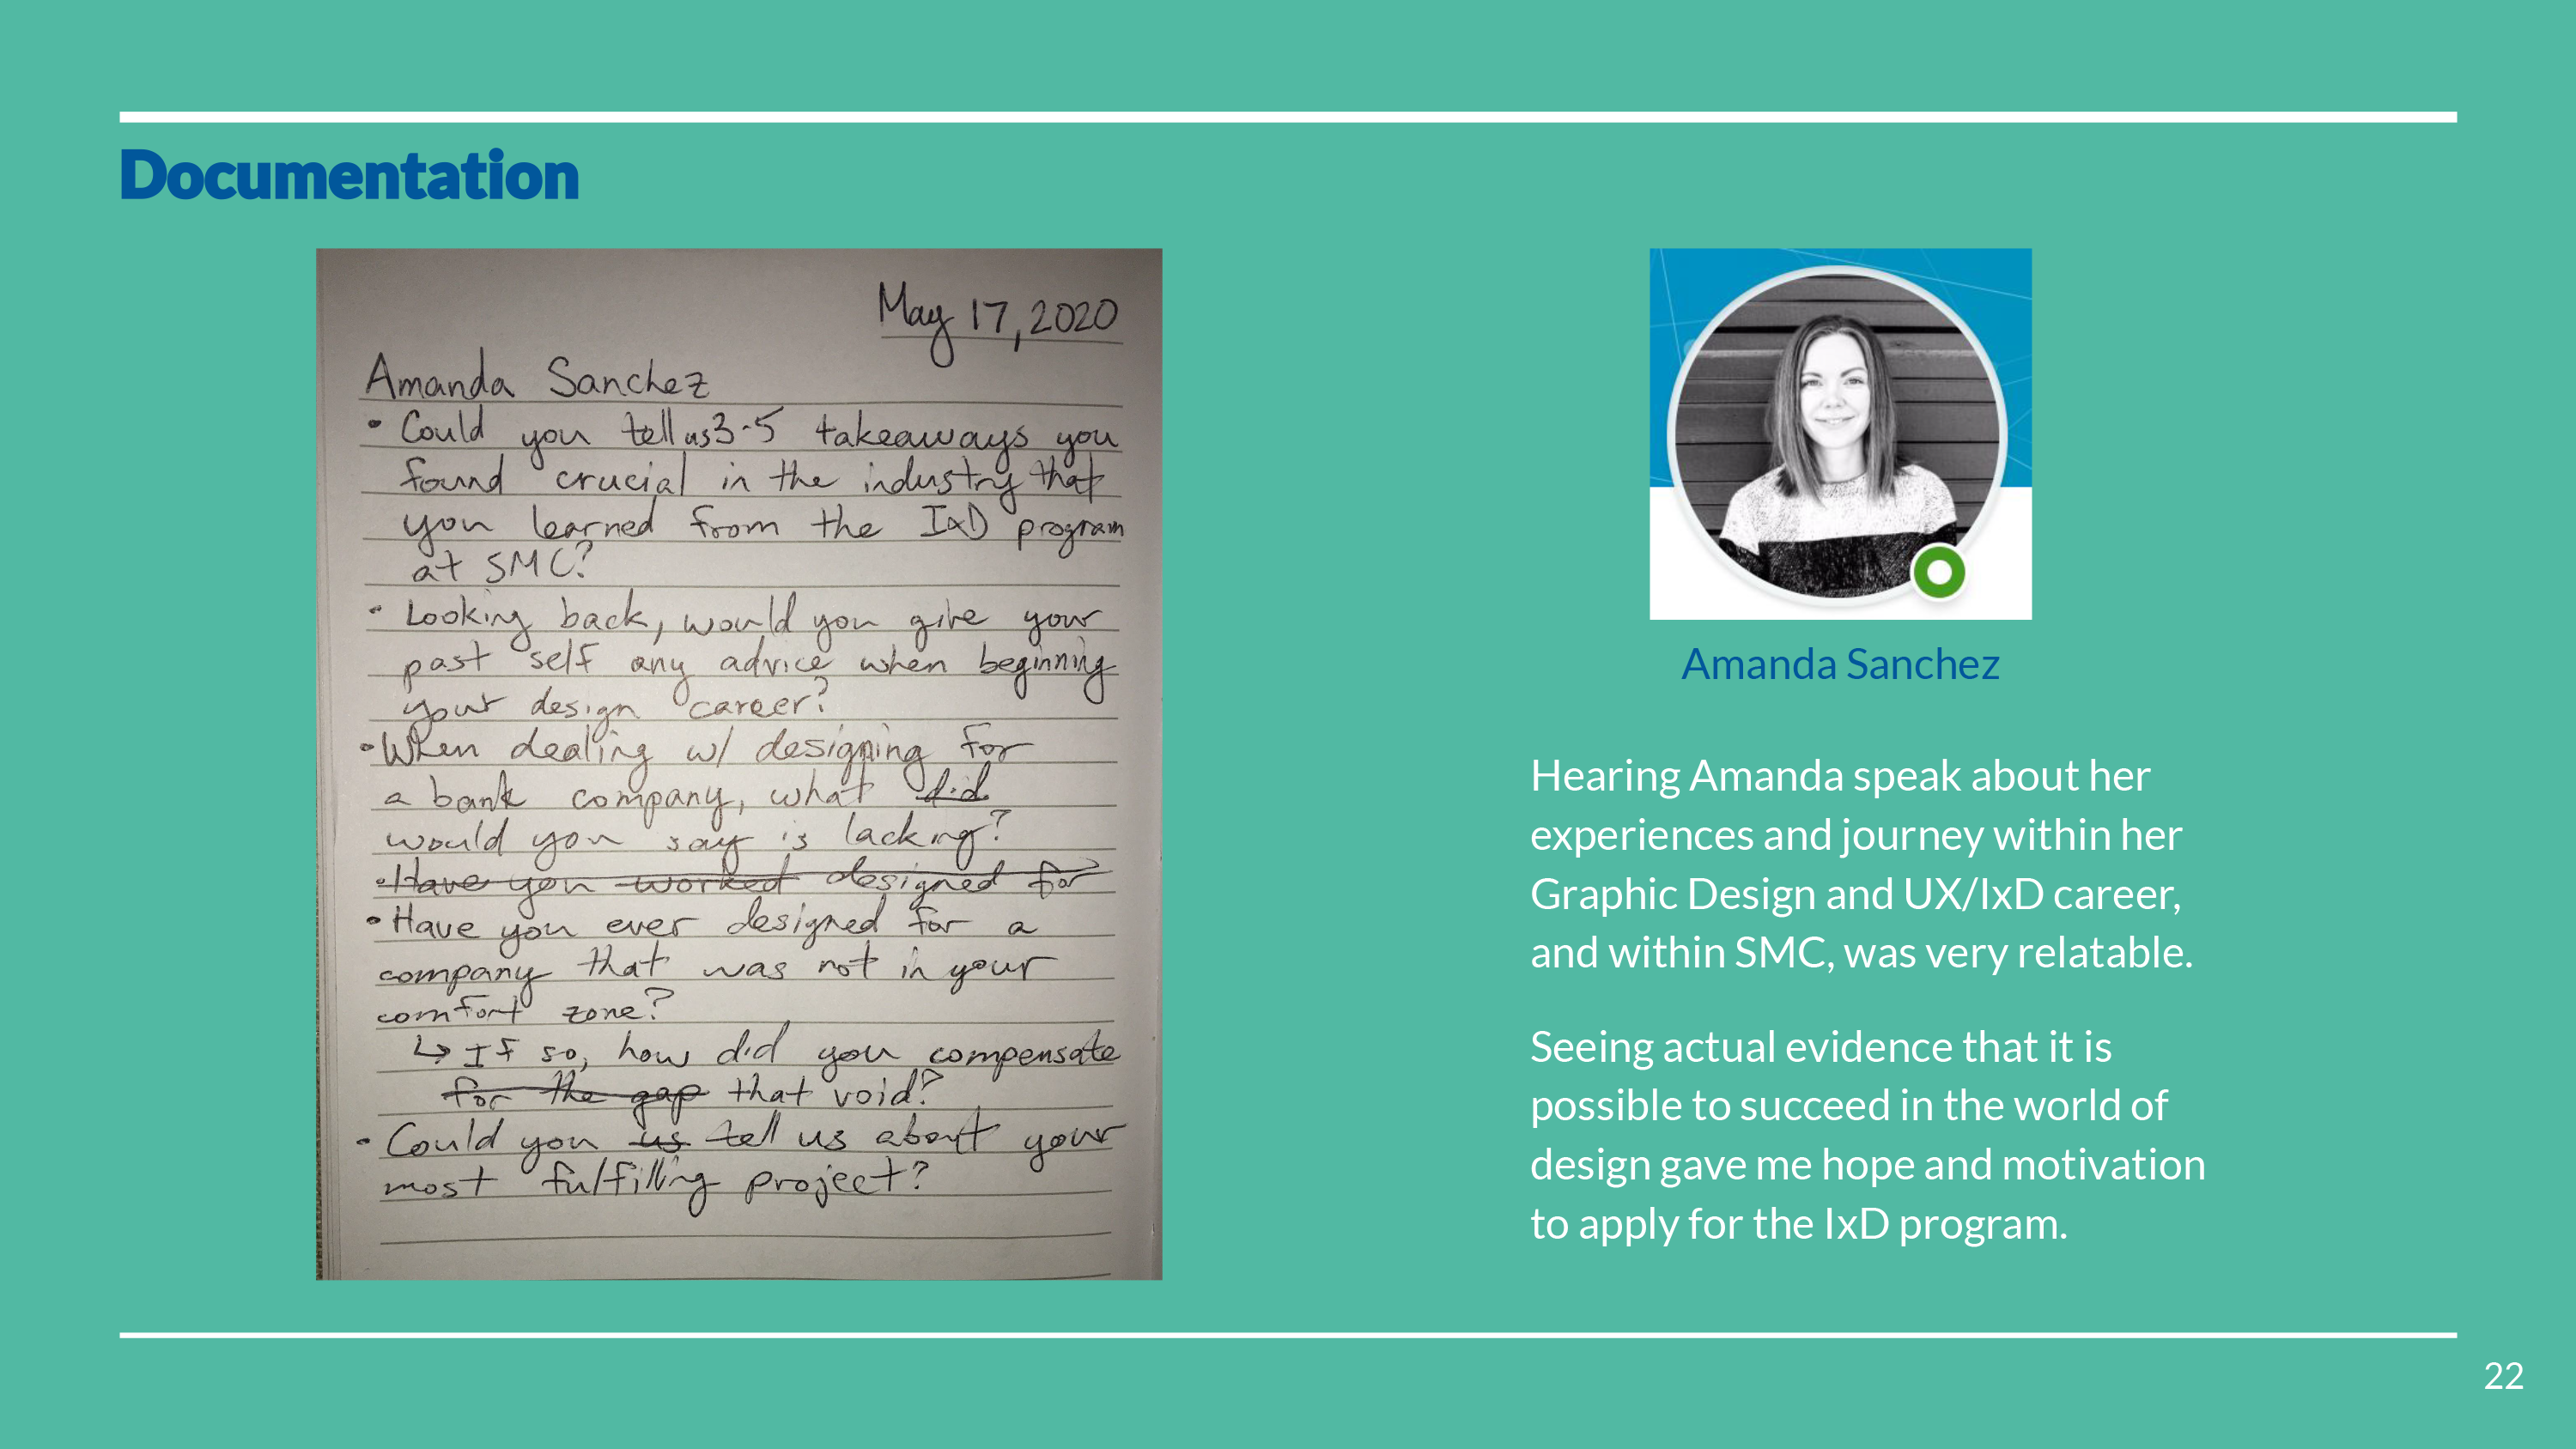 Documentation
May 17, 2020
Amanda Sanchez
• Could you tell us 3-5 takeaways you
found crucial in the industry that
you learned from the IxD program
at SMC?
• Looking back, would you give your
past self any advice when beginning
your design career?
• When dealing w/ designing for
a bank company, what did
would you say is lacking?
• Have you worked designed for
• Have you ever designed for a
company that was not in your
comfort zone?
↳ If so, how did you compensate
for the gap that void?
• Could you us tell us about your
most fulfilling project?
Amanda Sanchez
Hearing Amanda speak about her
experiences and journey within her
Graphic Design and UX/IxD career,
and within SMC, was very relatable.
Seeing actual evidence that it is
possible to succeed in the world of
design gave me hope and motivation
to apply for the IxD program.
22